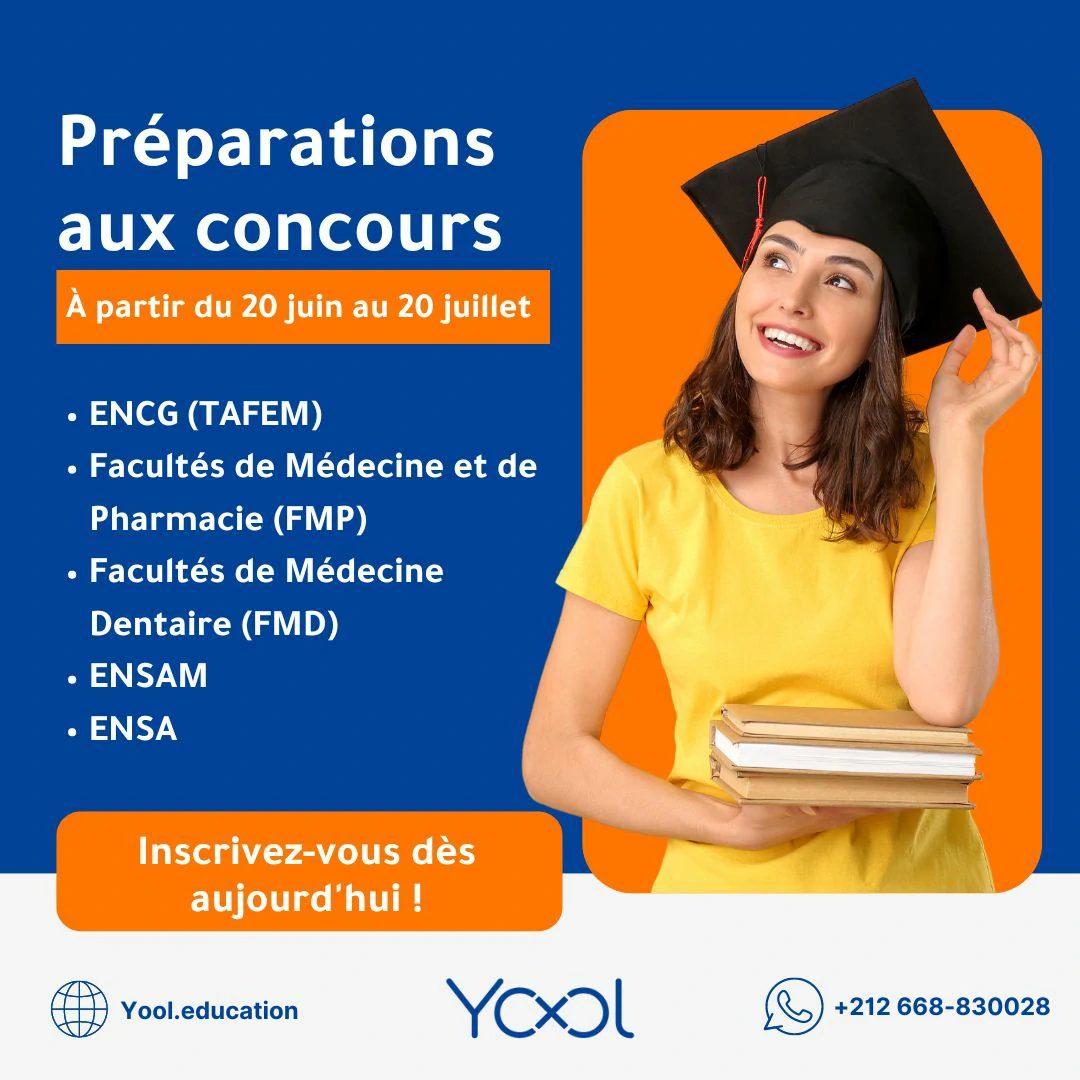 Préparations
aux concours
À partir du 20 juin au 20 juillet
• ENCG (TAFEM)
• Facultés de Médecine et de
Pharmacie (FMP)
• Facultés de Médecine
Dentaire (FMD)
• ENSAM
• ENSA
Inscrivez-vous dès
aujourd'hui !
Yool.education
Yool
+212 668-830028